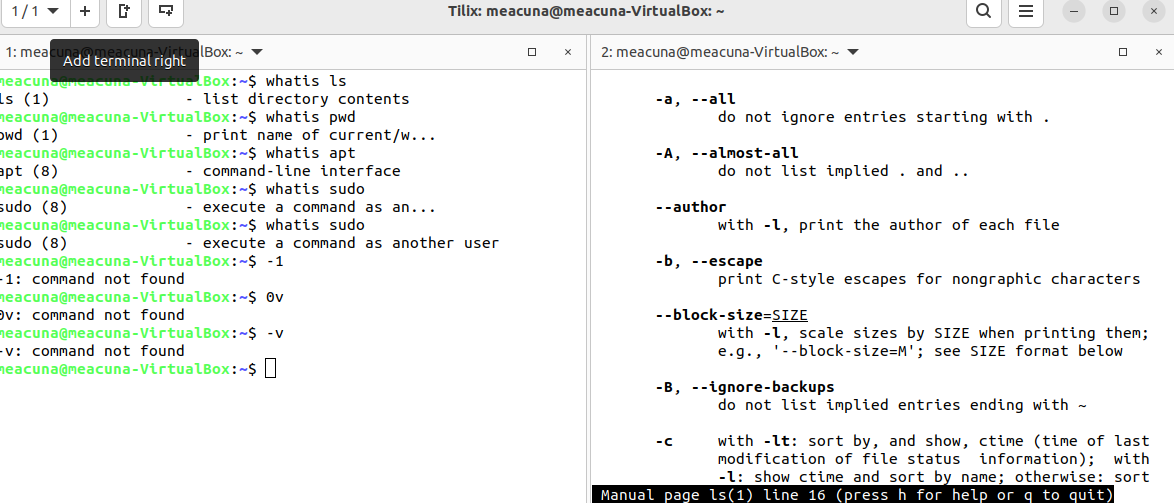 1 / 1
Tilix: meacuna@meacuna-VirtualBox: ~
1: meacuna@meacuna-VirtualBox: ~
Add terminal right
meacuna@meacuna-VirtualBox:~$ whatis ls
ls (1)               - list directory contents
meacuna@meacuna-VirtualBox:~$ whatis pwd
pwd (1)              - print name of current/w...
meacuna@meacuna-VirtualBox:~$ whatis apt
apt (8)              - command-line interface
meacuna@meacuna-VirtualBox:~$ whatis sudo
sudo (8)             - execute a command as an...
meacuna@meacuna-VirtualBox:~$ whatis sudo
sudo (8)             - execute a command as another user
meacuna@meacuna-VirtualBox:~$ -1
-1: command not found
meacuna@meacuna-VirtualBox:~$ 0v
0v: command not found
meacuna@meacuna-VirtualBox:~$ -v
-v: command not found
meacuna@meacuna-VirtualBox:~$
2: meacuna@meacuna-VirtualBox: ~
-a, --all
do not ignore entries starting with .
-A, --almost-all
do not list implied . and ..
--author
with -l, print the author of each file
-b, --escape
print C-style escapes for nongraphic characters
--block-size=SIZE
with -l, scale sizes by SIZE when printing them;
e.g., '--block-size=M'; see SIZE format below
-B, --ignore-backups
do not list implied entries ending with ~
-c     with -lt: sort by, and show, ctime (time of last
modification of file status  information);  with
-l: show ctime and sort by name; otherwise: sort
Manual page ls(1) line 16 (press h for help or q to quit)